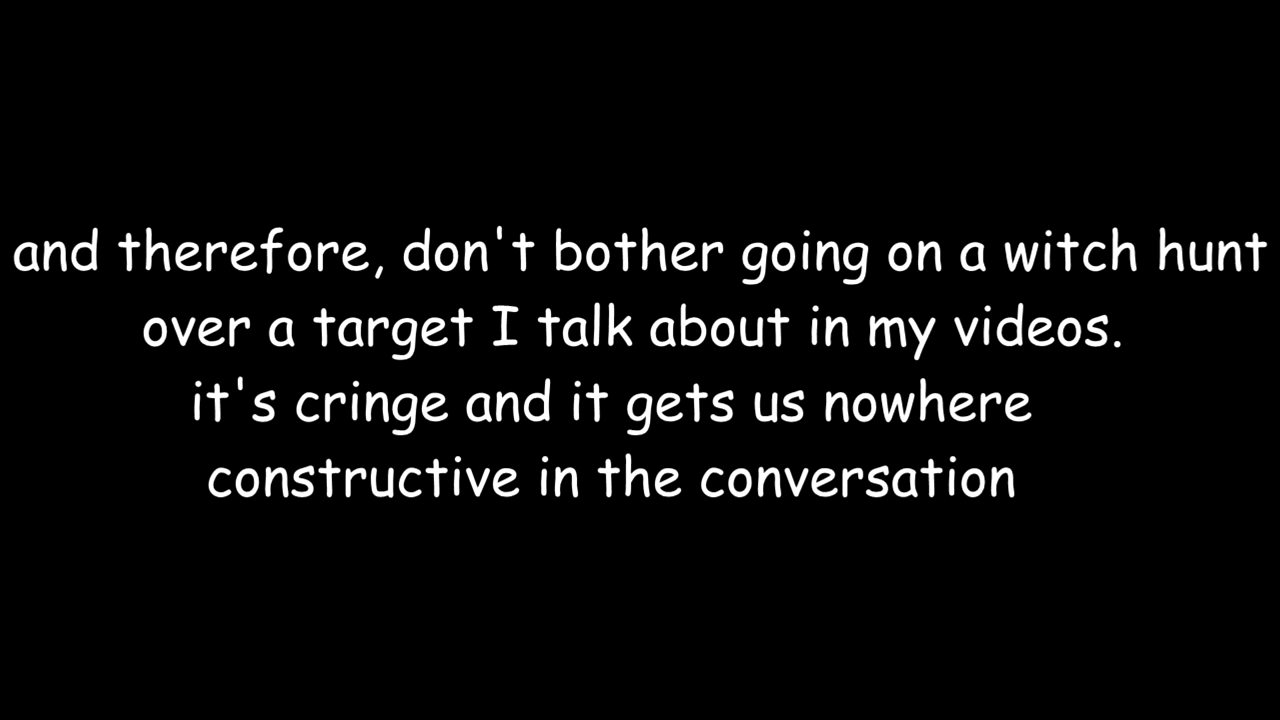 and therefore, don't bother going on a witch hunt
over a target I talk about in my videos.
it's cringe and it gets us nowhere
constructive in the conversation